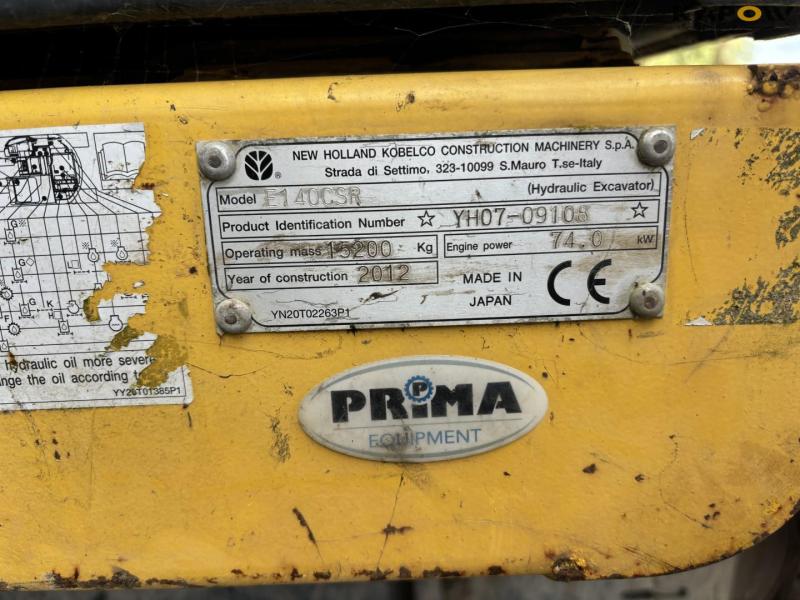 NEW HOLLAND KOBELCO CONSTRUCTION MACHINERY S.p.A.
Strada di Settimo, 323-10099 S.Mauro T.se-Italy
Model E140CSR (Hydraulic Excavator)
Product Identification Number ☆ YH07-09108 ☆
Operating mass 15200 Kg Engine power 74.0 kW
Year of construction 2012 MADE IN JAPAN CE
YN20T02263P1
hydraulic oil more severe
nge the oil according t
YY20T01385P1
PRIMA
EQUIPMENT